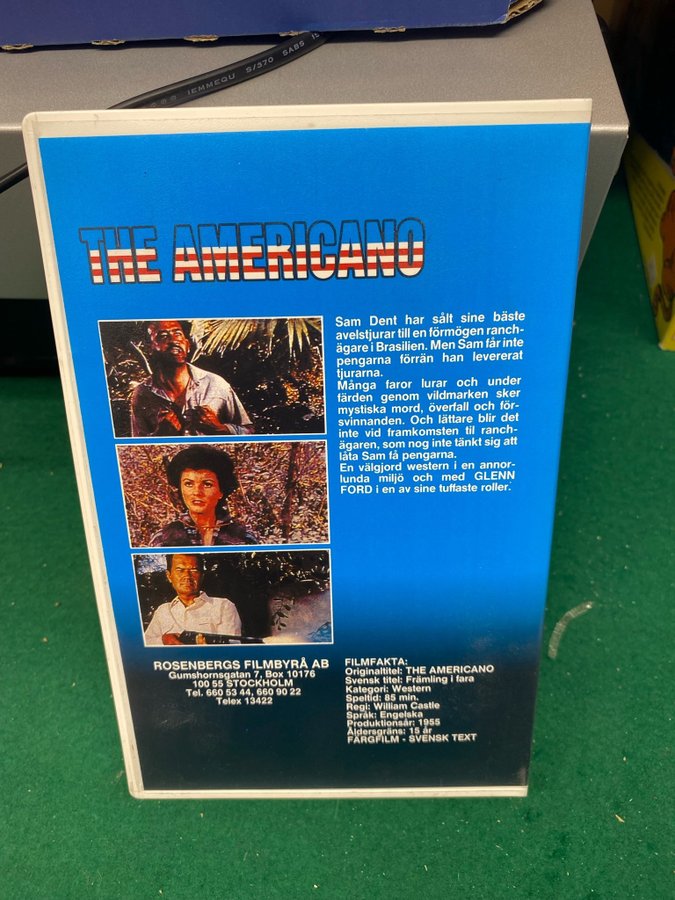 IEMMEQU S/370 SABS IS
THE AMERICANO
Sam Dent har sålt sine bäste
avelstjurar till en förmögen ranch-
ägare i Brasilien. Men Sam får inte
pengarna förrän han levererat
tjurarna.
Många faror lurar och under
färden genom vildmarken sker
mystiska mord, överfall och för-
svinnanden. Och lättare blir det
inte vid framkomsten till ranch-
ägaren, som nog inte tänkt sig att
låta Sam få pengarna.
En välgjord western i en annor-
lunda miljö och med GLENN
FORD i en av sine tuffaste roller.
ROSENBERGS FILMBYRÅ AB
Gumshornsgatan 7, Box 10176
100 55 STOCKHOLM
Tel. 660 53 44, 660 90 22
Telex 13422
FILMFAKTA:
Originaltitel: THE AMERICANO
Svensk titel: Främling i fara
Kategori: Western
Speltid: 85 min.
Regi: William Castle
Språk: Engelska
Produktionsår: 1955
Åldersgräns: 15 år
FÄRGFILM - SVENSK TEXT